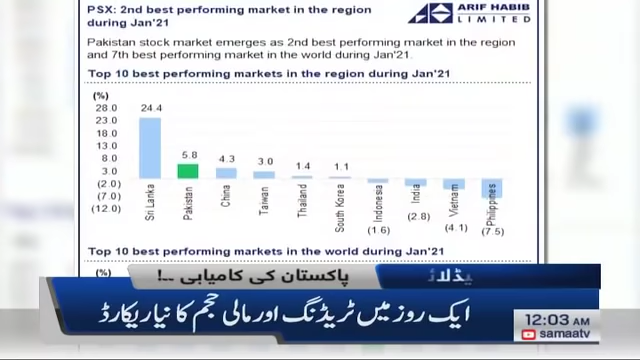 PSX: 2nd best performing market in the region
during Jan'21
ARIF HABIB
LIMITED
Pakistan stock market emerges as 2nd best performing market in the region
and 7th best performing market in the world during Jan'21.
Top 10 best performing markets in the region during Jan'21
(%)
28.0
23.0
18.0
13.0
8.0
3.0
(2.0)
(7.0)
(12.0)
24.4
5.8
4.3
3.0
1.4
1.1
(1.6)
(2.8)
(4.1)
(7.5)
Sri Lanka
Pakistan
China
Taiwan
Thailand
South Korea
Indonesia
India
Vietnam
Philippines
Top 10 best performing markets in the world during Jan'21
(%)
پاکستان کی کامیابی ..!
ایک روز میں ٹریڈنگ اور مالی حجم کا نیا ریکارڈ
12:03 AM
samaatv